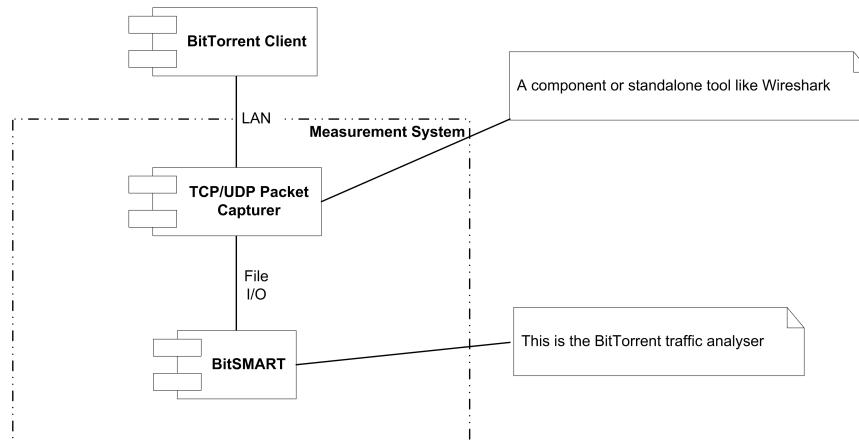 BitTorrent Client
A component or standalone tool like Wireshark
LAN
Measurement System
TCP/UDP Packet
Capturer
File
I/O
This is the BitTorrent traffic analyser
BitSMART